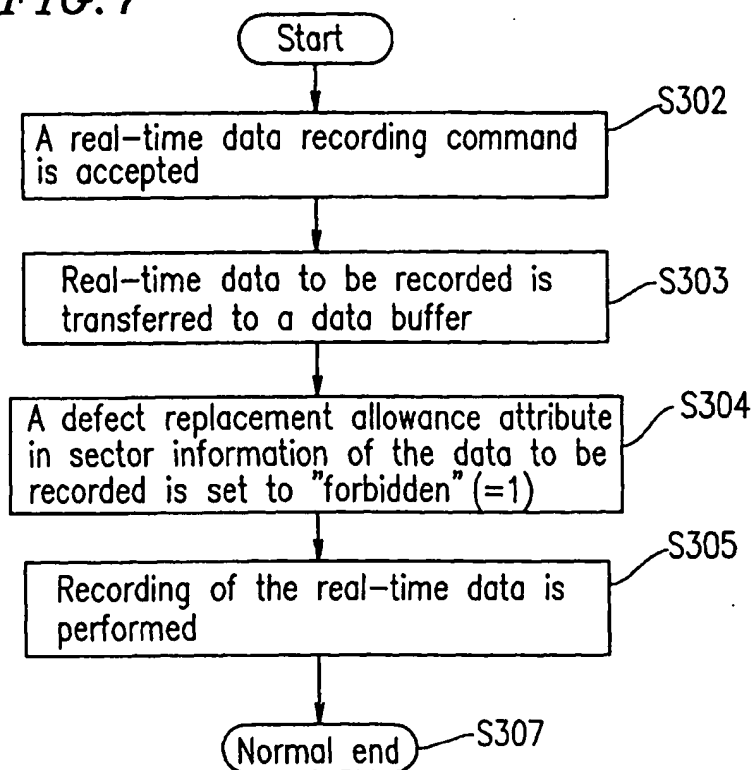 FIG. 7
Start
S302
A real-time data recording command
is accepted
Real-time data to be recorded is
transferred to a data buffer
S303
A defect replacement allowance attribute
in sector information of the data to be
recorded is set to "forbidden" (=1)
S304
S305
Recording of the real-time data is
performed
Normal end
S307